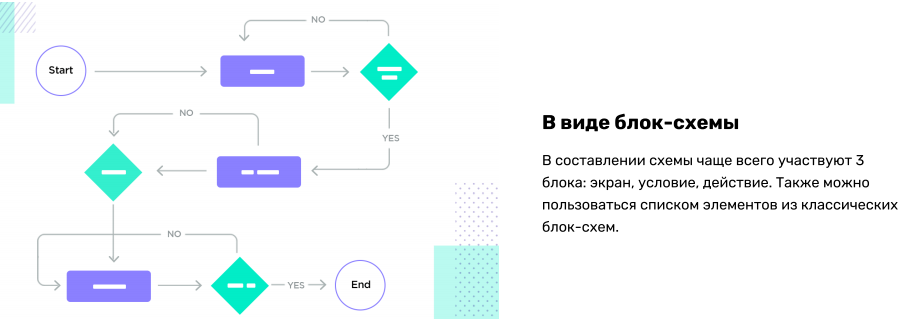 NO
Start
YES
NO
NO
YES
End
В виде блок-схемы
В составлении схемы чаще всего участвуют 3
блока: экран, условие, действие. Также можно
пользоваться списком элементов из классических
блок-схем.